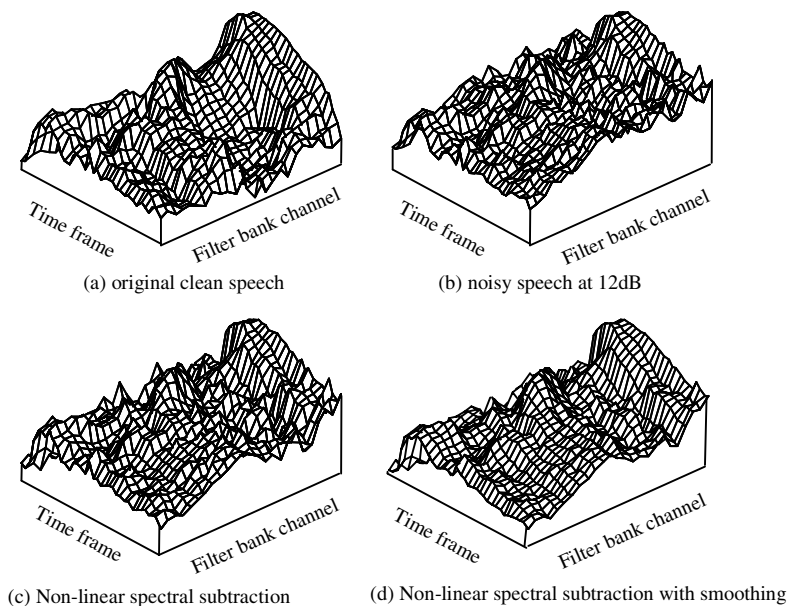 Time frame
Filter bank channel
(a) original clean speech
Time frame
Filter bank channel
(b) noisy speech at 12dB
Time frame
Filter bank channel
(c) Non-linear spectral subtraction
Time frame
Filter bank channel
(d) Non-linear spectral subtraction with smoothing